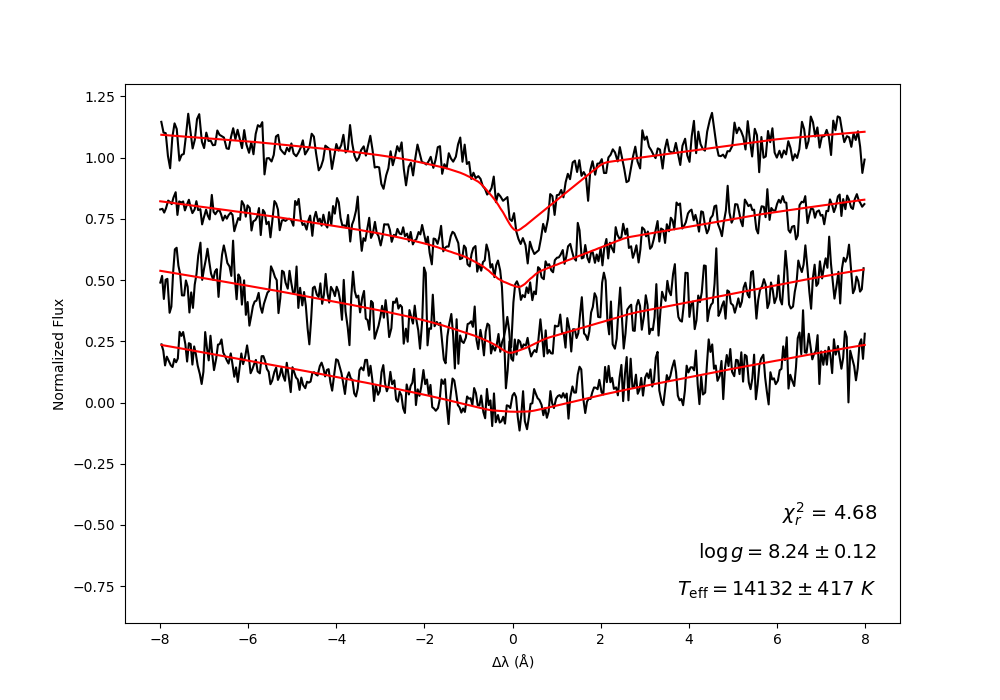 1.25
1.00
0.75
0.50
0.25
0.00
−0.25
−0.50
−0.75
Normalized Flux
χ²ᵣ = 4.68
log g = 8.24 ± 0.12
T_eff = 14132 ± 417 K
−8 −6 −4 −2 0 2 4 6 8
Δλ (Å)